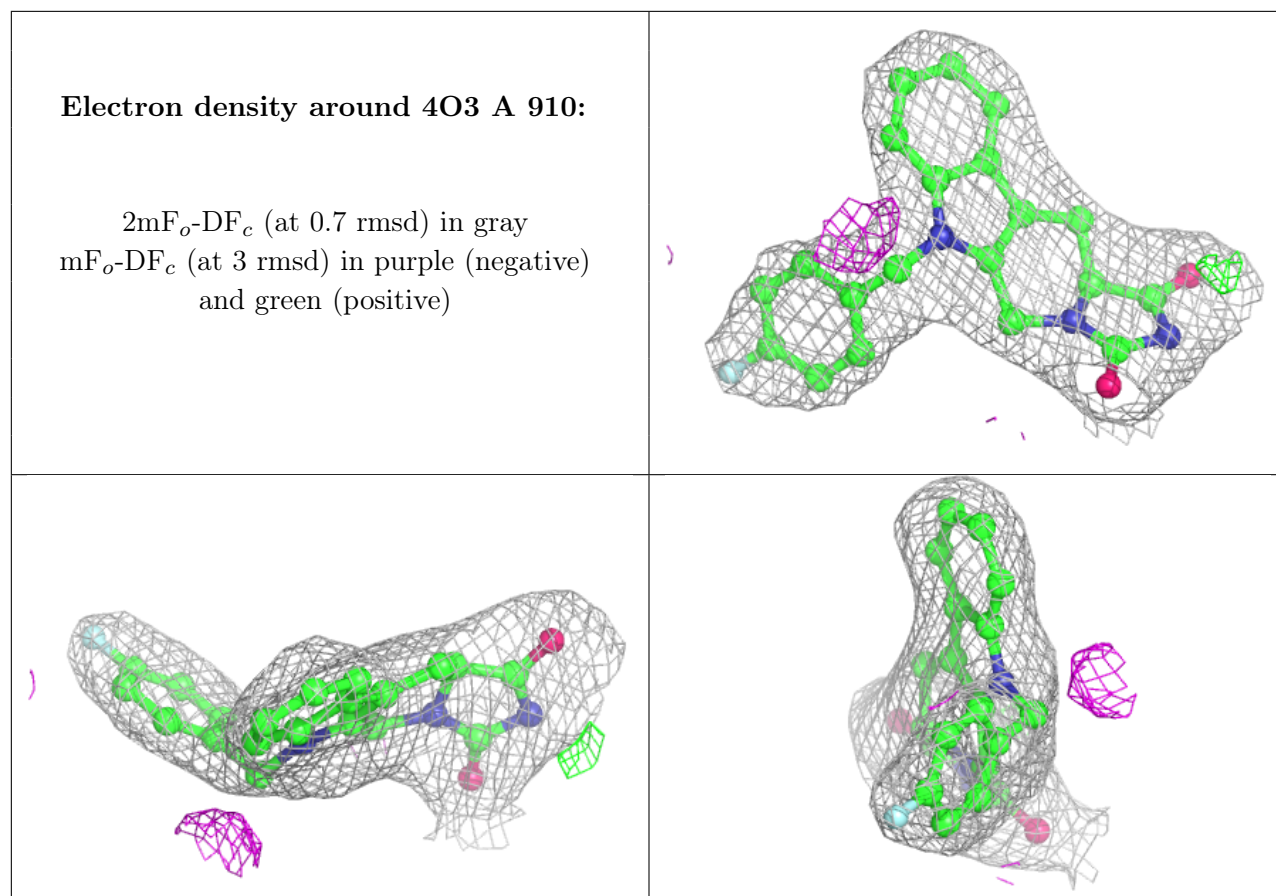 Electron density around 4O3 A 910:
2mFo-DFc (at 0.7 rmsd) in gray
mFo-DFc (at 3 rmsd) in purple (negative)
and green (positive)